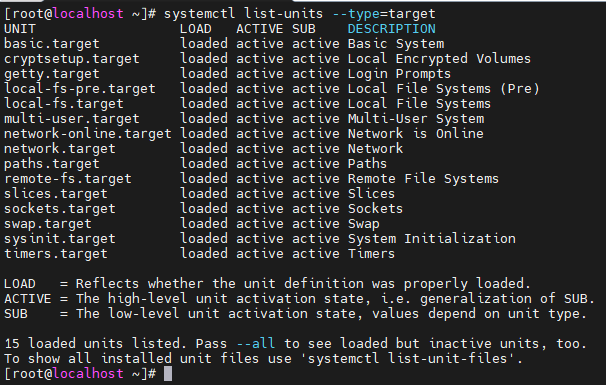 [root@localhost ~]# systemctl list-units --type=target
UNIT                  LOAD   ACTIVE SUB    DESCRIPTION
basic.target          loaded active active Basic System
cryptsetup.target     loaded active active Local Encrypted Volumes
getty.target          loaded active active Login Prompts
local-fs-pre.target   loaded active active Local File Systems (Pre)
local-fs.target       loaded active active Local File Systems
multi-user.target     loaded active active Multi-User System
network-online.target loaded active active Network is Online
network.target        loaded active active Network
paths.target          loaded active active Paths
remote-fs.target      loaded active active Remote File Systems
slices.target         loaded active active Slices
sockets.target        loaded active active Sockets
swap.target           loaded active active Swap
sysinit.target        loaded active active System Initialization
timers.target         loaded active active Timers
LOAD   = Reflects whether the unit definition was properly loaded.
ACTIVE = The high-level unit activation state, i.e. generalization of SUB.
SUB    = The low-level unit activation state, values depend on unit type.
15 loaded units listed. Pass --all to see loaded but inactive units, too.
To show all installed unit files use 'systemctl list-unit-files'.
[root@localhost ~]#